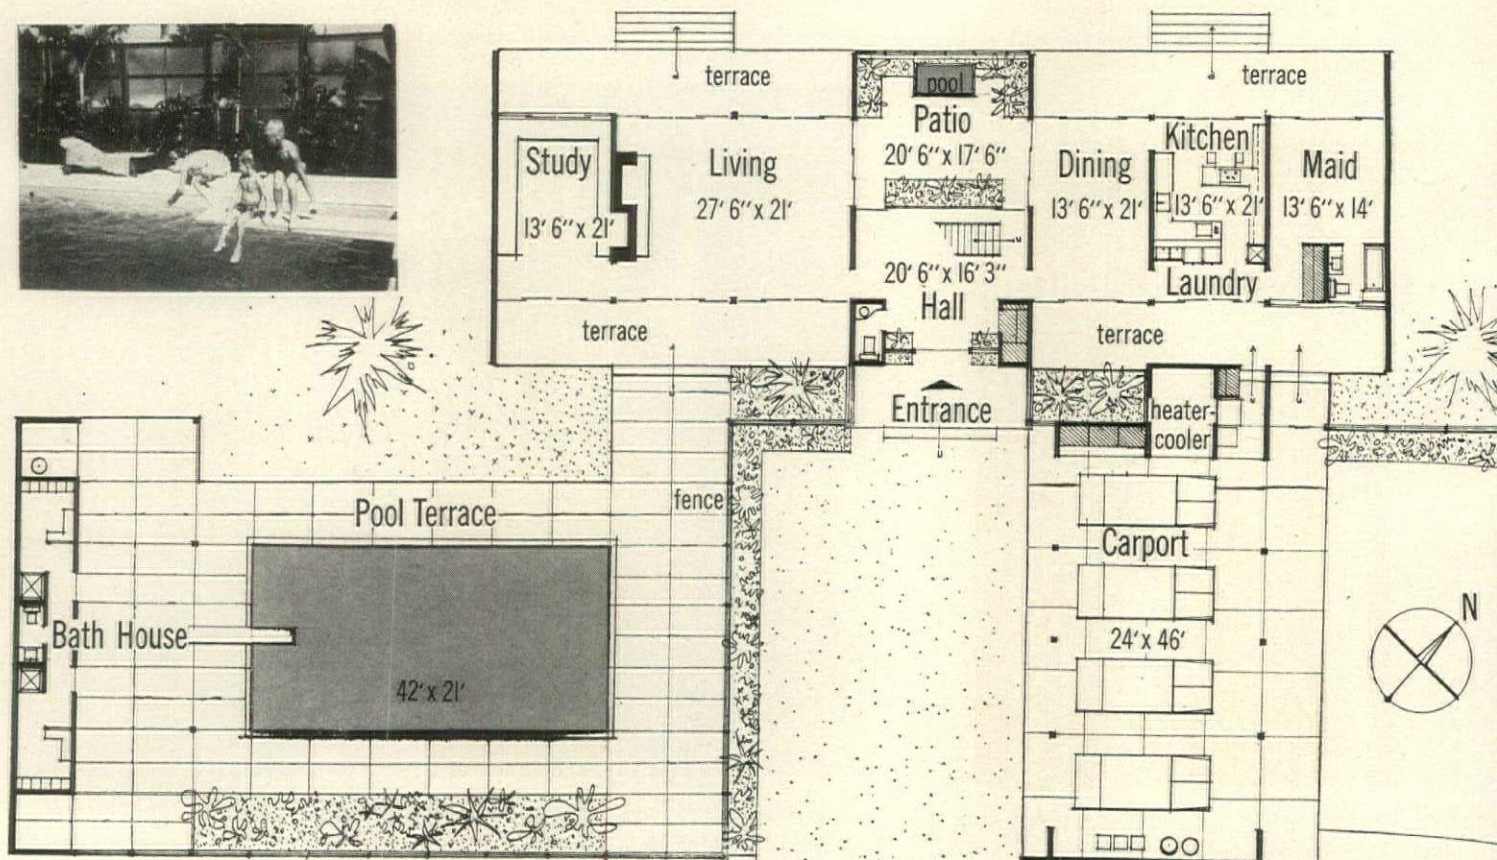 terrace
pool
terrace
Patio
20' 6" x 17' 6"
Study
13' 6" x 21'
Living
27' 6" x 21'
Dining
13' 6" x 21'
Kitchen
13' 6" x 21'
Maid
13' 6" x 14'
20' 6" x 16' 3"
Hall
Laundry
terrace
terrace
Entrance
heater-
cooler
Pool Terrace
fence
Carport
24' x 46'
Bath House
42' x 21'
N